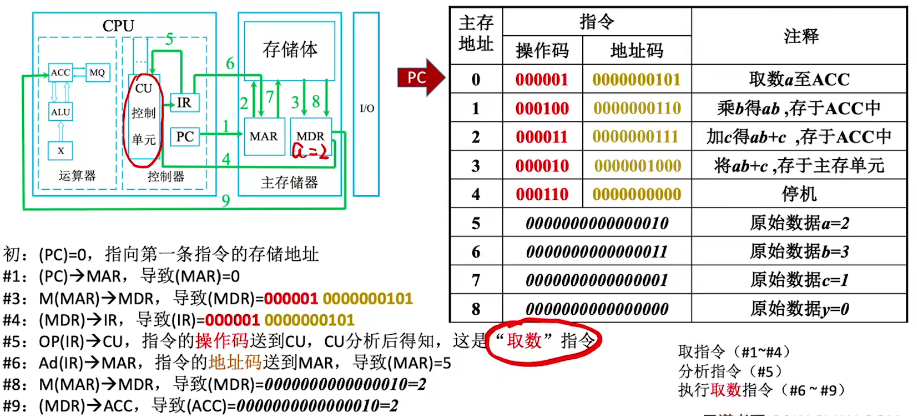 CPU
ACC
MQ
ALU
X
运算器
CU
控制
单元
IR
PC
控制器
5
6
1
4
9
存储体
2
7
3
8
MAR
MDR
a=2
主存储器
I/O
PC
主存地址 指令 注释
操作码 地址码
0 000001 0000000101 取数a至ACC
1 000100 0000000110 乘b得ab ,存于ACC中
2 000011 0000000111 加c得ab+c ,存于ACC中
3 000010 0000001000 将ab+c ,存于主存单元
4 000110 0000000000 停机
5 0000000000000010 原始数据a=2
6 0000000000000011 原始数据b=3
7 0000000000000001 原始数据c=1
8 0000000000000000 原始数据y=0
初：(PC)=0，指向第一条指令的存储地址
#1：(PC)→MAR，导致(MAR)=0
#3：M(MAR)→MDR，导致(MDR)=000001 0000000101
#4：(MDR)→IR，导致(IR)=000001 0000000101
#5：OP(IR)→CU，指令的操作码送到CU，CU分析后得知，这是“取数”指令
#6：Ad(IR)→MAR，指令的地址码送到MAR，导致(MAR)=5
#8：M(MAR)→MDR，导致(MDR)=0000000000000010=2
#9：(MDR)→ACC，导致(ACC)=0000000000000010=2
取指令（#1~#4）
分析指令（#5）
执行取数指令（#6 ~ #9）